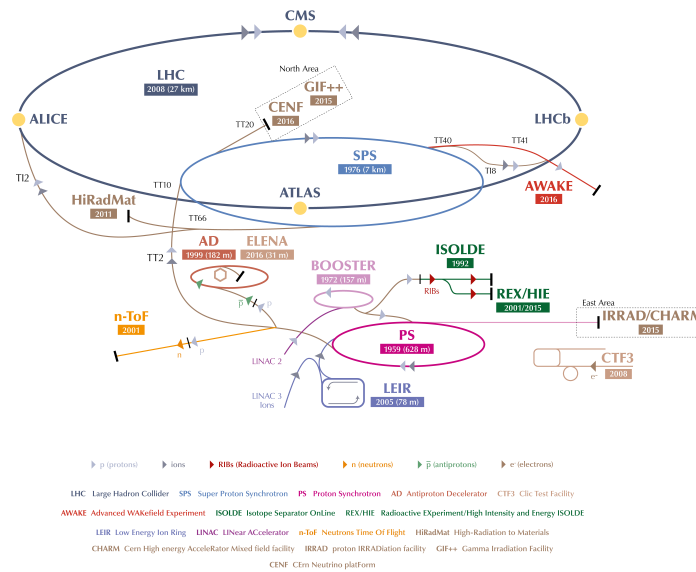 CMS
North Area
LHC
2008 (27 km)
GIF++
2015
CENF
2016
TT20
ALICE
LHCb
TT40
TT41
SPS
1976 (7 km)
TI2
TT10
TI8
HiRadMat
2011
ATLAS
AWAKE
2016
TT66
AD
1999 (182 m)
ELENA
2016 (31 m)
TT2
BOOSTER
1972 (157 m)
ISOLDE
1992
RIBs
REX/HIE
2001/2015
p̅
p
East Area
n-ToF
2001
IRRAD/CHARM
2015
PS
1959 (628 m)
n
p
LINAC 2
CTF3
2008
e-
LINAC 3
Ions
LEIR
2005 (78 m)
p (protons) ions RIBs (Radioactive Ion Beams) n (neutrons) p̅ (antiprotons) e- (electrons)
LHC Large Hadron Collider SPS Super Proton Synchrotron PS Proton Synchrotron AD Antiproton Decelerator CTF3 Clic Test Facility
AWAKE Advanced WAKefield Experiment ISOLDE Isotope Separator OnLine REX/HIE Radioactive EXperiment/High Intensity and Energy ISOLDE
LEIR Low Energy Ion Ring LINAC LINear ACcelerator n-ToF Neutrons Time Of Flight HiRadMat High-Radiation to Materials
CHARM Cern High energy AcceleRator Mixed field facility IRRAD proton IRRADiation facility GIF++ Gamma Irradiation Facility
CENF CErn Neutrino platForm